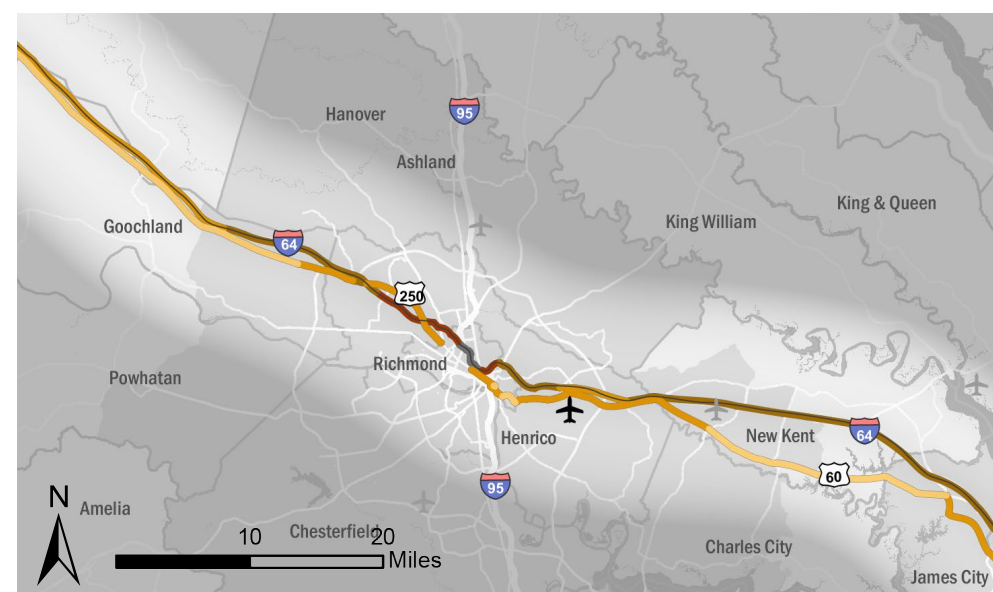 95
Hanover
Ashland
King & Queen
King William
Goochland
64
250
Richmond
Powhatan
64
New Kent
Henrico
60
95
N
Amelia
10
Chesterfield
20
Miles
Charles City
James City